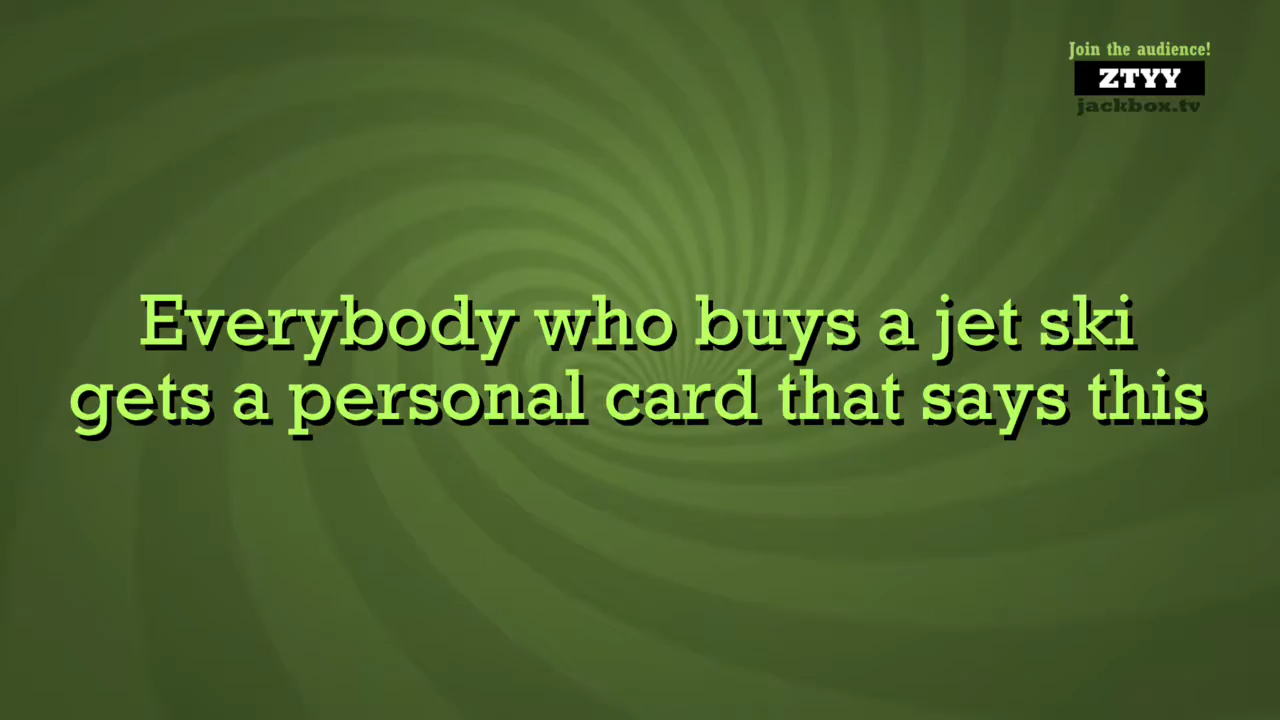 Join the audience!
ZTYY
jackbox.tv
Everybody who buys a jet ski
gets a personal card that says this